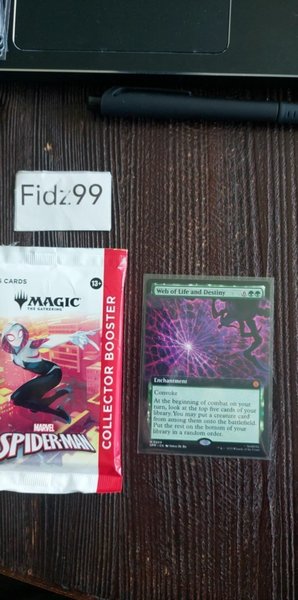 Fidz99
CARDS
13+
MAGIC
THE GATHERING
COLLECTOR BOOSTER
MARVEL
SPIDER-MAN
Web of Life and Destiny
6
Enchantment
Convoke
At the beginning of combat on your
turn, look at the top five cards of your
library. You may put a creature card
from among them onto the battlefield.
Put the rest on the bottom of your
library in a random order.